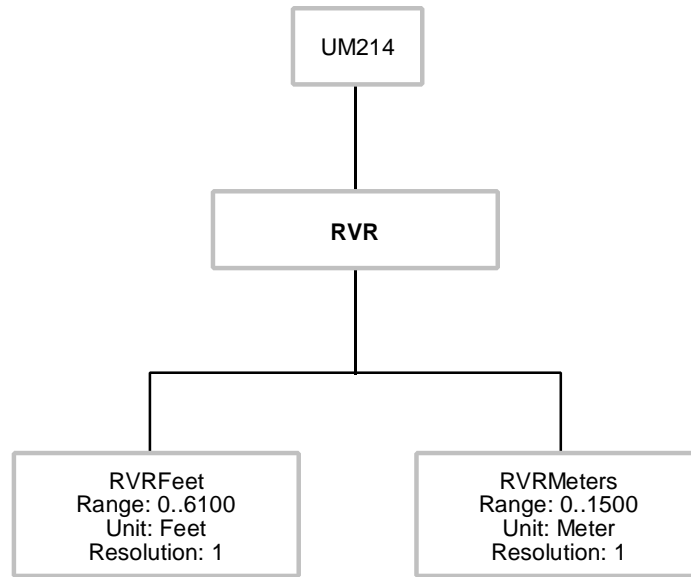 UM214
RVR
RVRFeet
Range: 0..6100
Unit: Feet
Resolution: 1
RVRMeters
Range: 0..1500
Unit: Meter
Resolution: 1